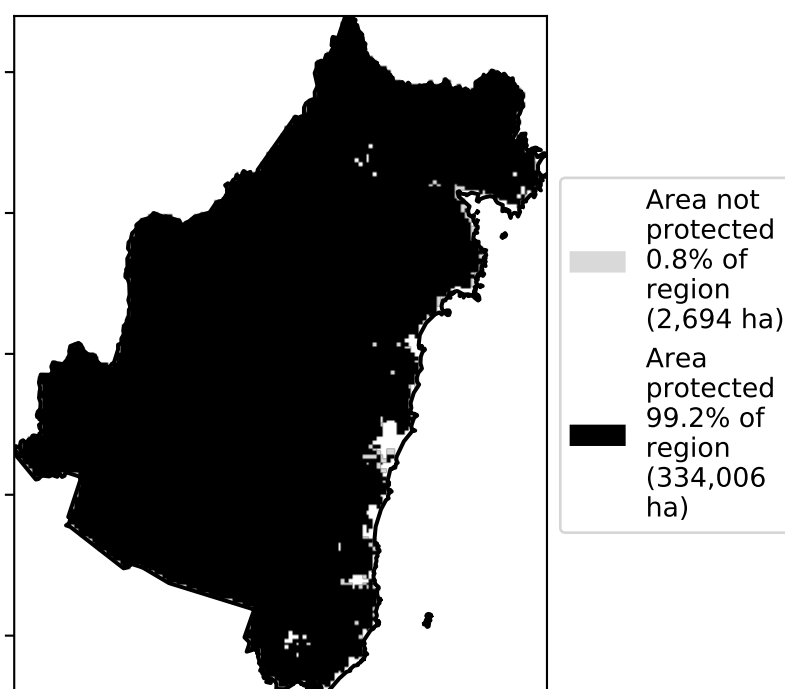 Area not
protected
0.8% of
region
(2,694 ha)
Area
protected
99.2% of
region
(334,006
ha)